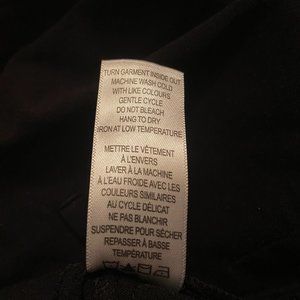 TURN GARMENT INSIDE OUT
MACHINE WASH COLD
WITH LIKE COLOURS
GENTLE CYCLE
DO NOT BLEACH
HANG TO DRY
IRON AT LOW TEMPERATURE
METTRE LE VÊTEMENT
À L'ENVERS
LAVER À LA MACHINE
À L'EAU FROIDE AVEC DES
COULEURS SIMILAIRES
AU CYCLE DÉLICAT
NE PAS BLANCHIR
SUSPENDRE POUR SÉCHER
REPASSER À BASSE
TEMPÉRATURE